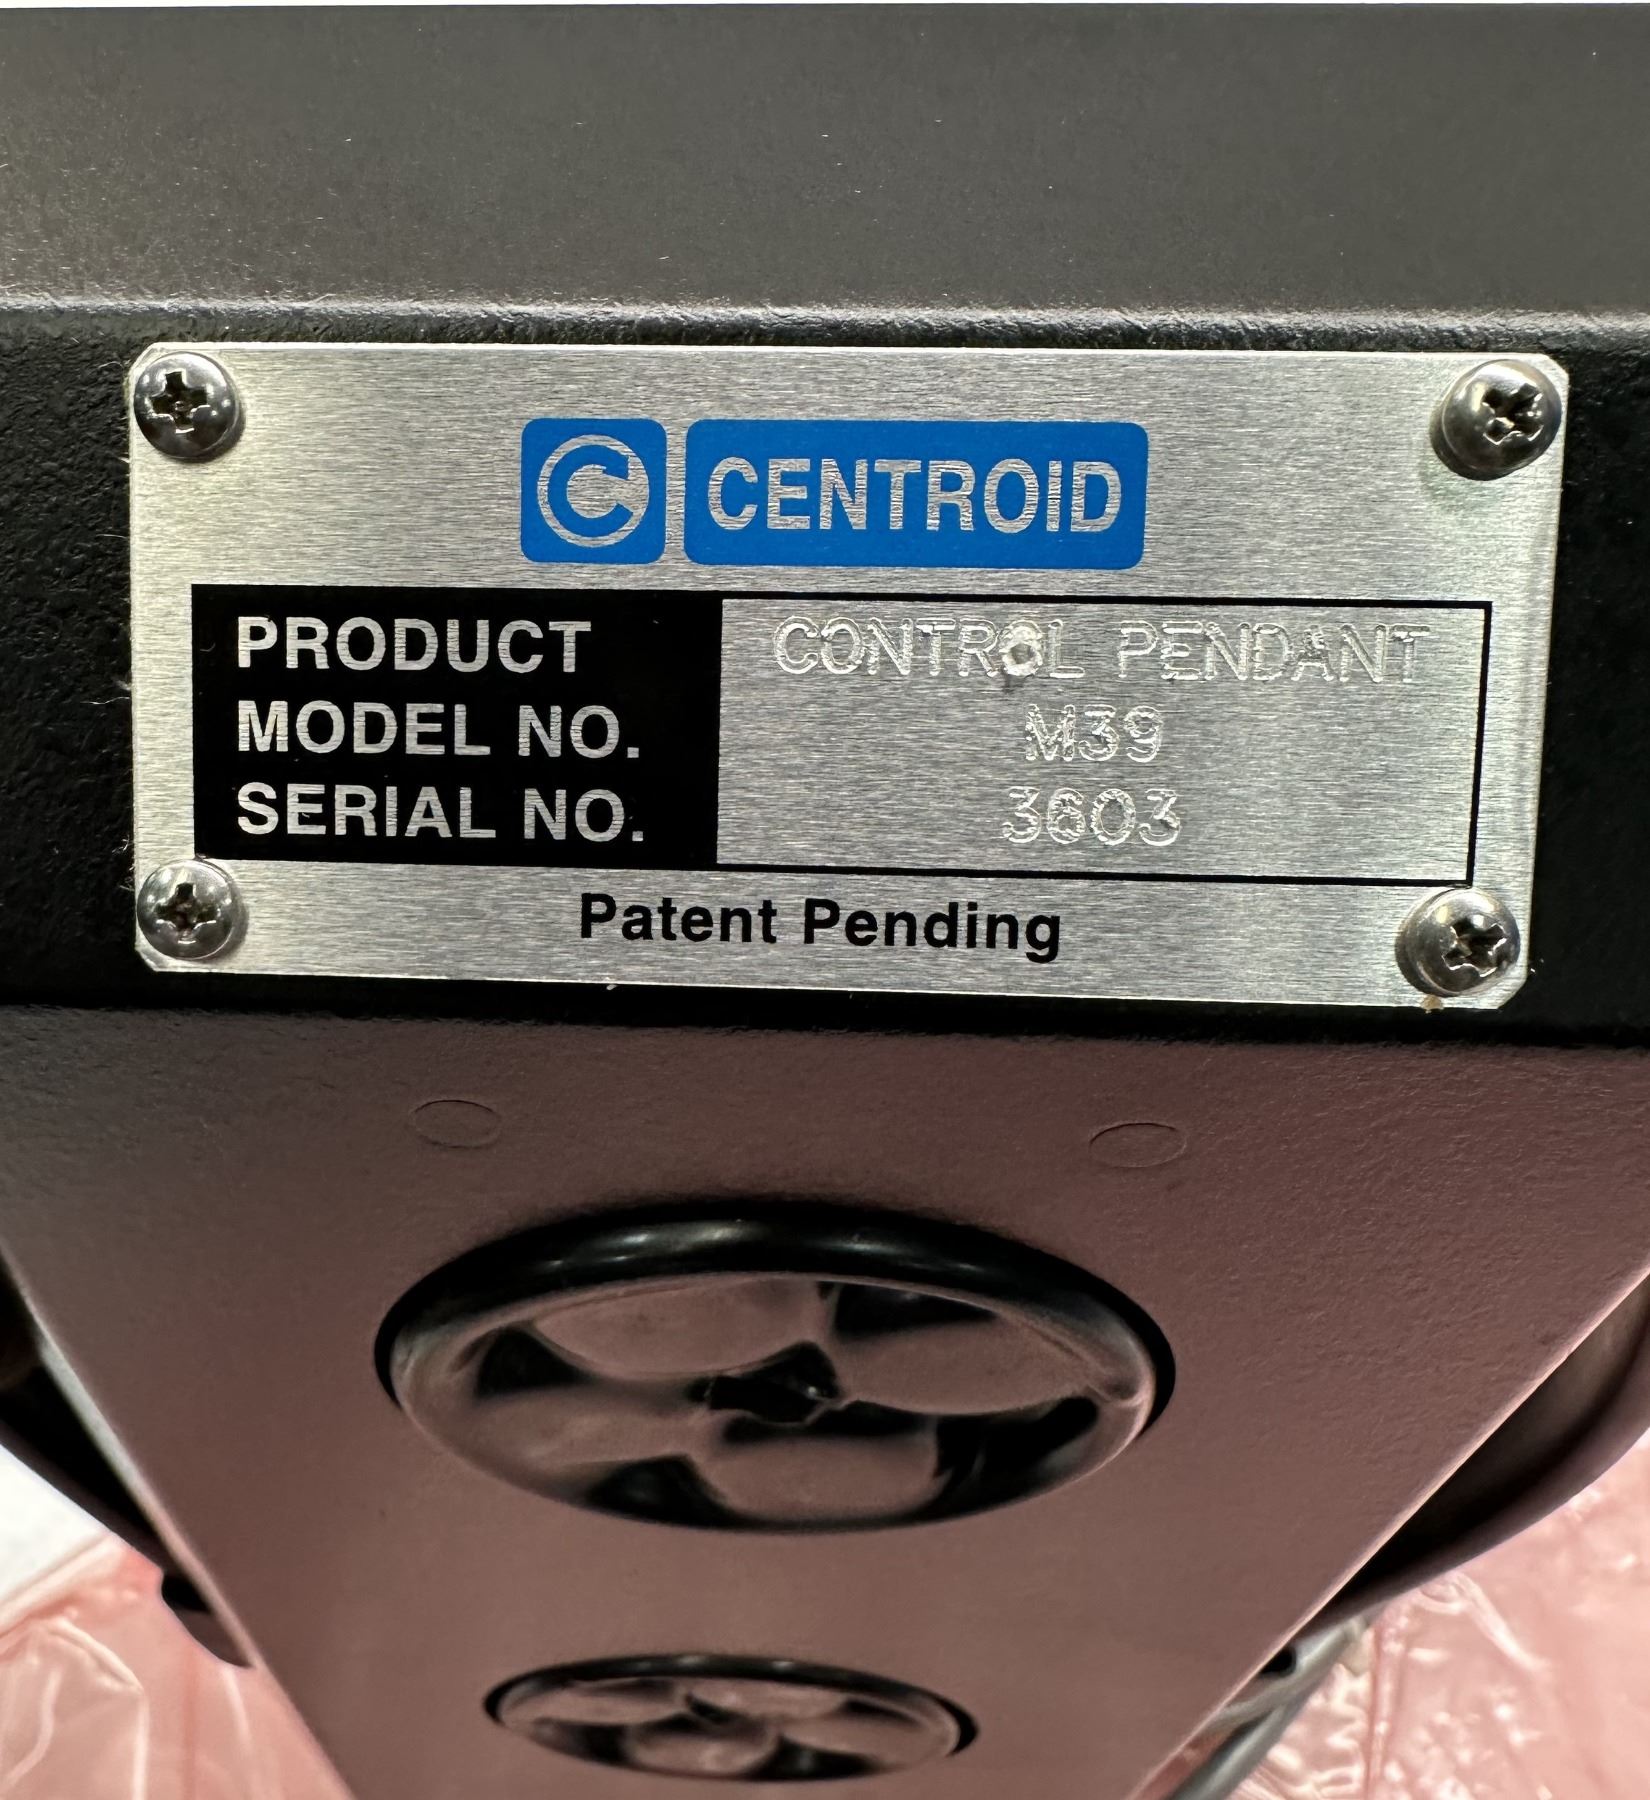 C CENTROID
PRODUCT CONTROL PENDANT
MODEL NO. M39
SERIAL NO. 3603
Patent Pending